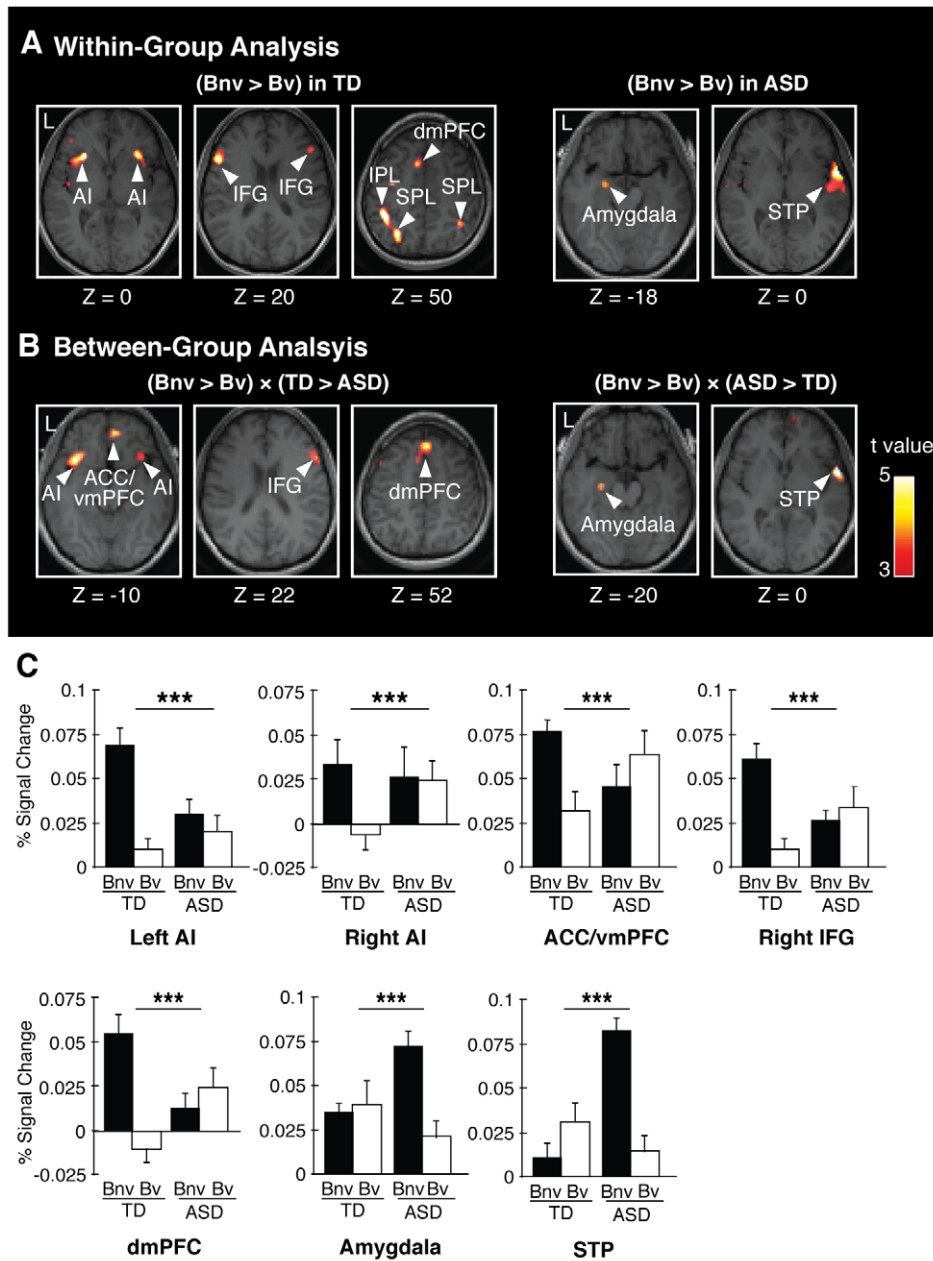 A Within-Group Analysis
(Bnv > Bv) in TD (Bnv > Bv) in ASD
L AI AI
IFG IFG
dmPFC IPL SPL SPL
L Amygdala
STP
Z = 0 Z = 20 Z = 50 Z = -18 Z = 0
B Between-Group Analsyis
(Bnv > Bv) × (TD > ASD) (Bnv > Bv) × (ASD > TD)
L AI ACC/ vmPFC AI
IFG
dmPFC
L Amygdala
STP
t value
5
3
Z = -10 Z = 22 Z = 52 Z = -20 Z = 0
C
% Signal Change
0.1
0.075
0.05
0.025
0
***
Bnv Bv Bnv Bv
TD ASD
Left AI
0.075
0.05
0.025
0
-0.025
***
Bnv Bv Bnv Bv
TD ASD
Right AI
0.1
0.075
0.05
0.025
0
***
Bnv Bv Bnv Bv
TD ASD
ACC/vmPFC
0.1
0.075
0.05
0.025
0
***
Bnv Bv Bnv Bv
TD ASD
Right IFG
% Signal Change
0.075
0.05
0.025
0
-0.025
***
Bnv Bv Bnv Bv
TD ASD
dmPFC
0.1
0.075
0.05
0.025
0
***
Bnv Bv Bnv Bv
TD ASD
Amygdala
0.1
0.075
0.05
0.025
0
***
Bnv Bv Bnv Bv
TD ASD
STP